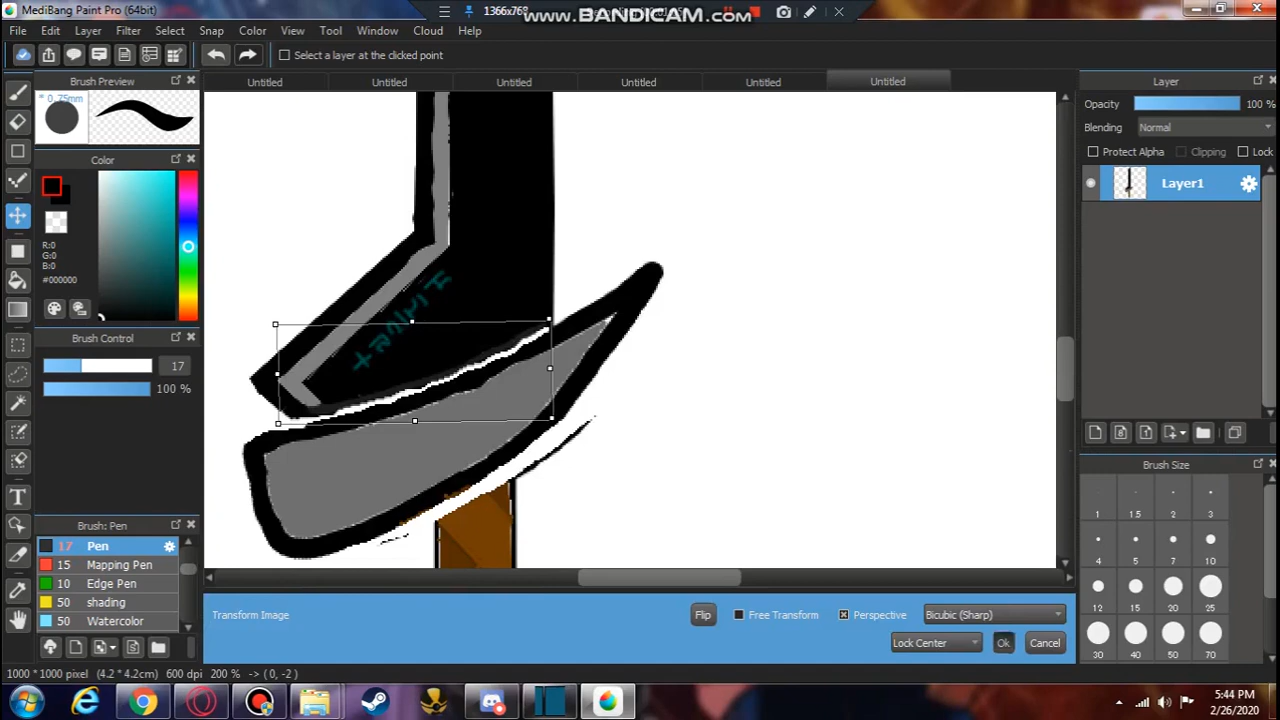 MediBang Paint Pro (64bit)
1366x768
www.BANDICAM.com
File Edit Layer Filter Select Snap Color View Tool Window Cloud Help
Select a layer at the clicked point
Brush Preview
* 0.75mm
Untitled Untitled Untitled Untitled Untitled Untitled
Layer
Opacity 100 %
Blending Normal
Protect Alpha Clipping Lock
Layer1
Color
R:0
G:0
B:0
#000000
Brush Control
17
100 %
Brush: Pen
17 Pen
15 Mapping Pen
10 Edge Pen
50 shading
50 Watercolor
Brush Size
1 1.5 2 3
4 5 7 10
12 15 20 25
30 40 50 70
Transform Image
Flip Free Transform Perspective Bicubic (Sharp)
Lock Center Ok Cancel
1000 * 1000 pixel (4.2 * 4.2cm) 600 dpi 200 % -> ( 0, -2 )
T
5:44 PM
2/26/2020